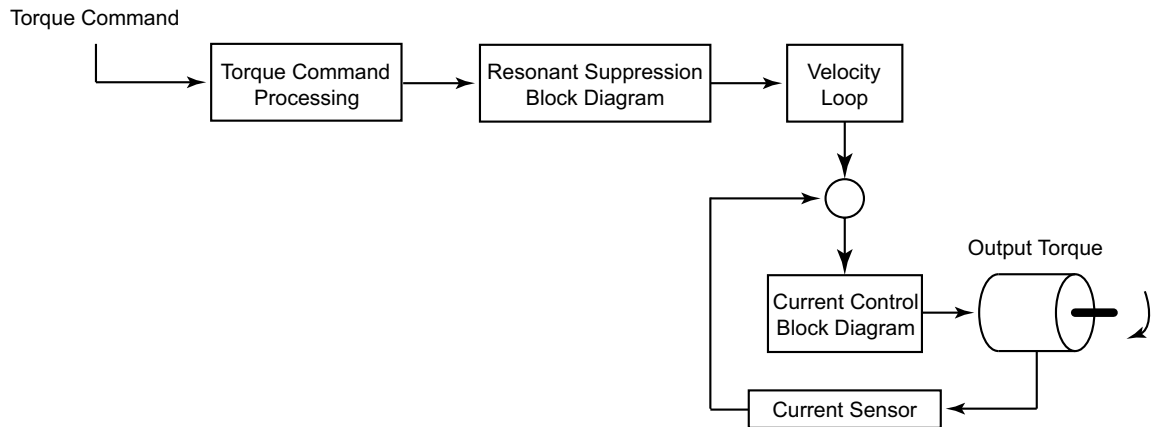 Torque Command
Torque Command
Processing
Resonant Suppression
Block Diagram
Velocity
Loop
Output Torque
Current Control
Block Diagram
Current Sensor